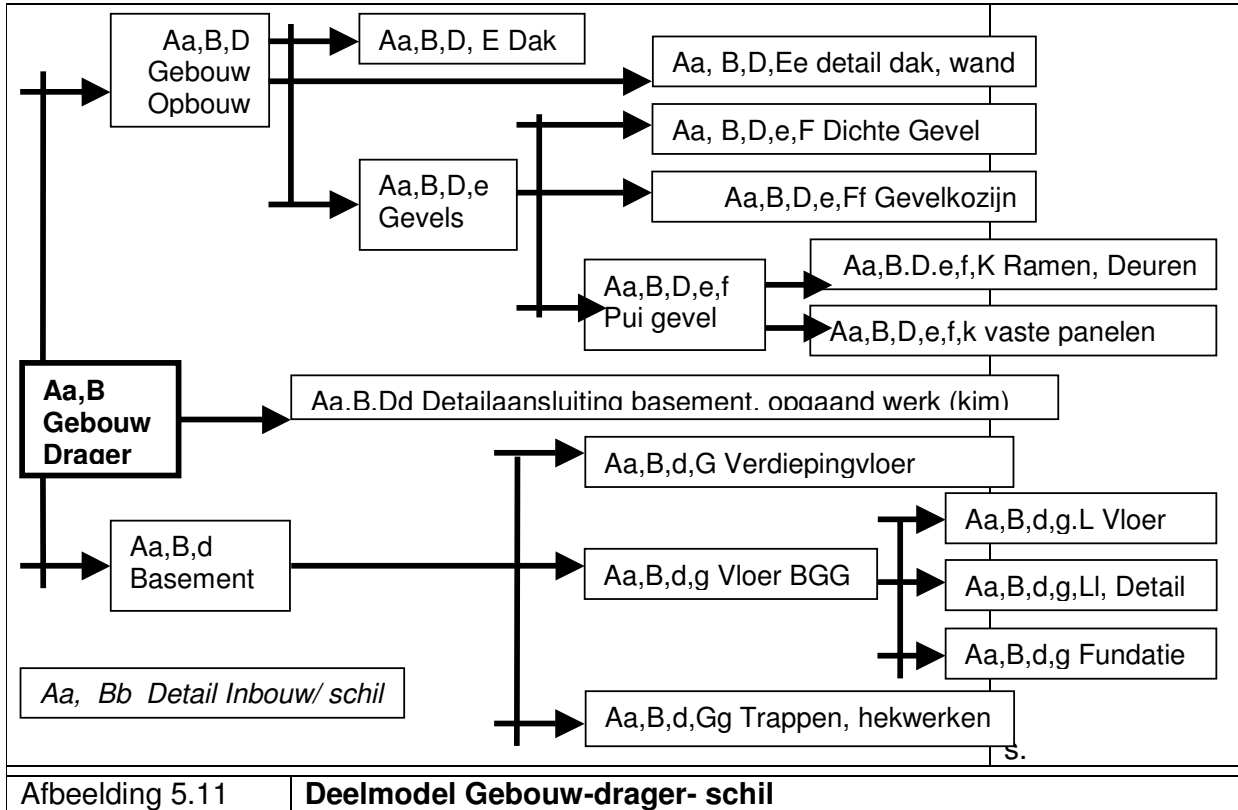 Aa,B,D
Gebouw
Opbouw
Aa,B,D, E Dak
Aa, B,D,Ee detail dak, wand
Aa, B,D,e,F Dichte Gevel
Aa,B,D,e
Gevels
Aa,B,D,e,Ff Gevelkozijn
Aa,B,D,e,f
Pui gevel
Aa,B.D.e,f,K Ramen, Deuren
Aa,B,D,e,f,k vaste panelen
Aa,B
Gebouw
Drager
Aa,B,Dd Detailaansluiting basement, opgaand werk (kim)
Aa,B,d,G Verdiepingvloer
Aa,B,d
Basement
Aa,B,d,g Vloer BGG
Aa,B,d,g.L Vloer
Aa,B,d,g,Ll, Detail
Aa,B,d,g Fundatie
Aa, Bb Detail Inbouw/ schil
Aa,B,d,Gg Trappen, hekwerken
s.
Afbeelding 5.11
Deelmodel Gebouw-drager- schil